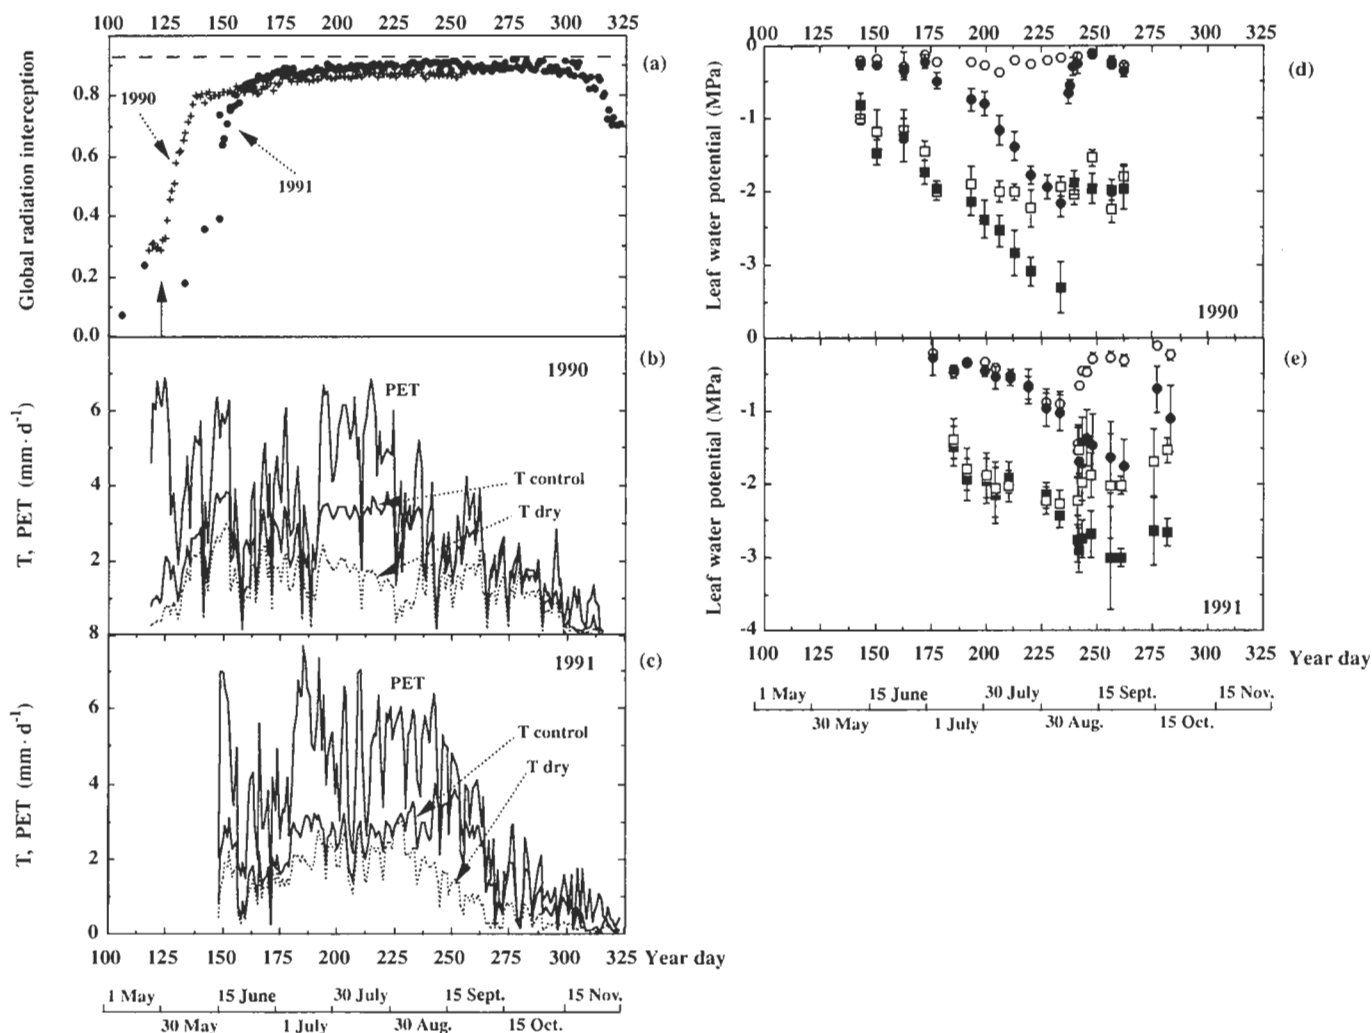 100 125 150 175 200 225 250 275 300 325
Global radiation interception
0.8
0.6
0.4
0.2
0.0
(a)
1990
1991
(b)
1990
PET
T control
T dry
T, PET (mm · d-1)
6
4
2
8
(c)
1991
PET
T control
T dry
T, PET (mm · d-1)
6
4
2
0
100 125 150 175 200 225 250 275 300 325 Year day
1 May 15 June 30 July 15 Sept. 15 Nov.
30 May 1 July 30 Aug. 15 Oct.
100 125 150 175 200 225 250 275 300 325
Leaf water potential (MPa)
0
-1
-2
-3
0
(d)
1990
(e)
Leaf water potential (MPa)
-1
-2
-3
-4
1991
100 125 150 175 200 225 250 275 300 325 Year day
1 May 15 June 30 July 15 Sept. 15 Nov.
30 May 1 July 30 Aug. 15 Oct.